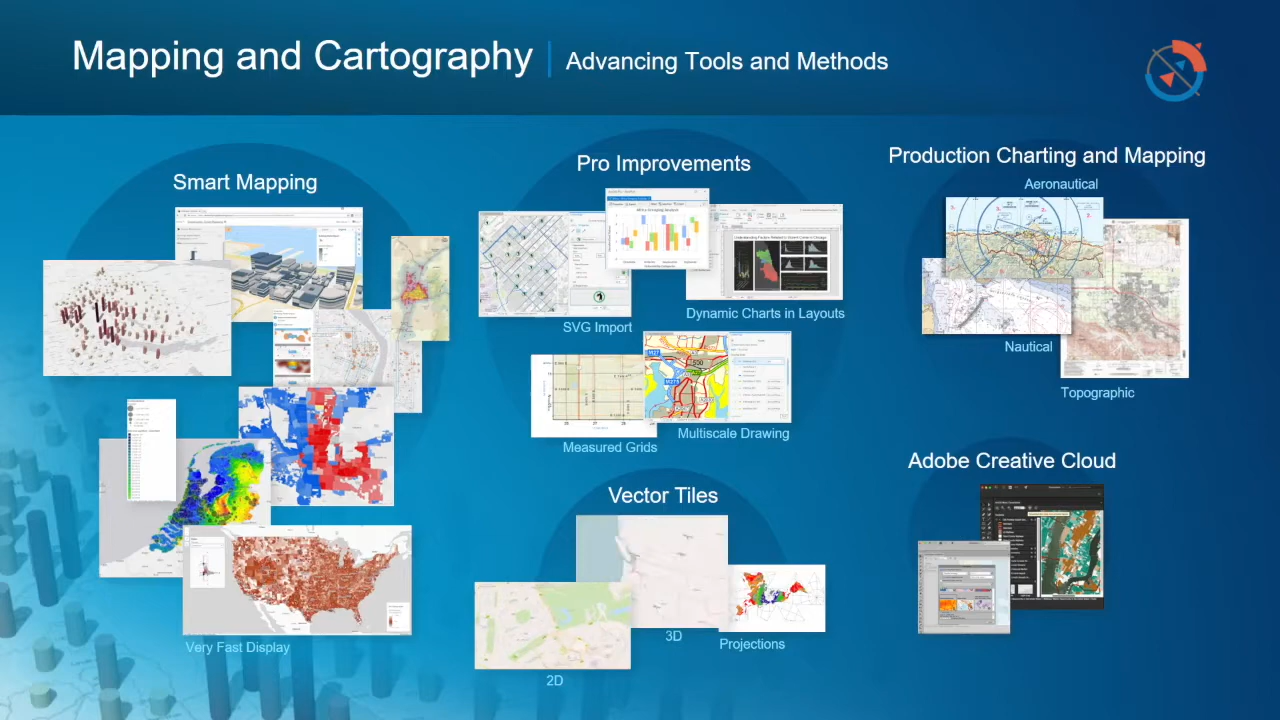 Mapping and Cartography | Advancing Tools and Methods
Smart Mapping
Very Fast Display
Pro Improvements
SVG Import
Dynamic Charts in Layouts
Measured Grids
Multiscale Drawing
Vector Tiles
2D
3D
Projections
Production Charting and Mapping
Aeronautical
Nautical
Topographic
Adobe Creative Cloud